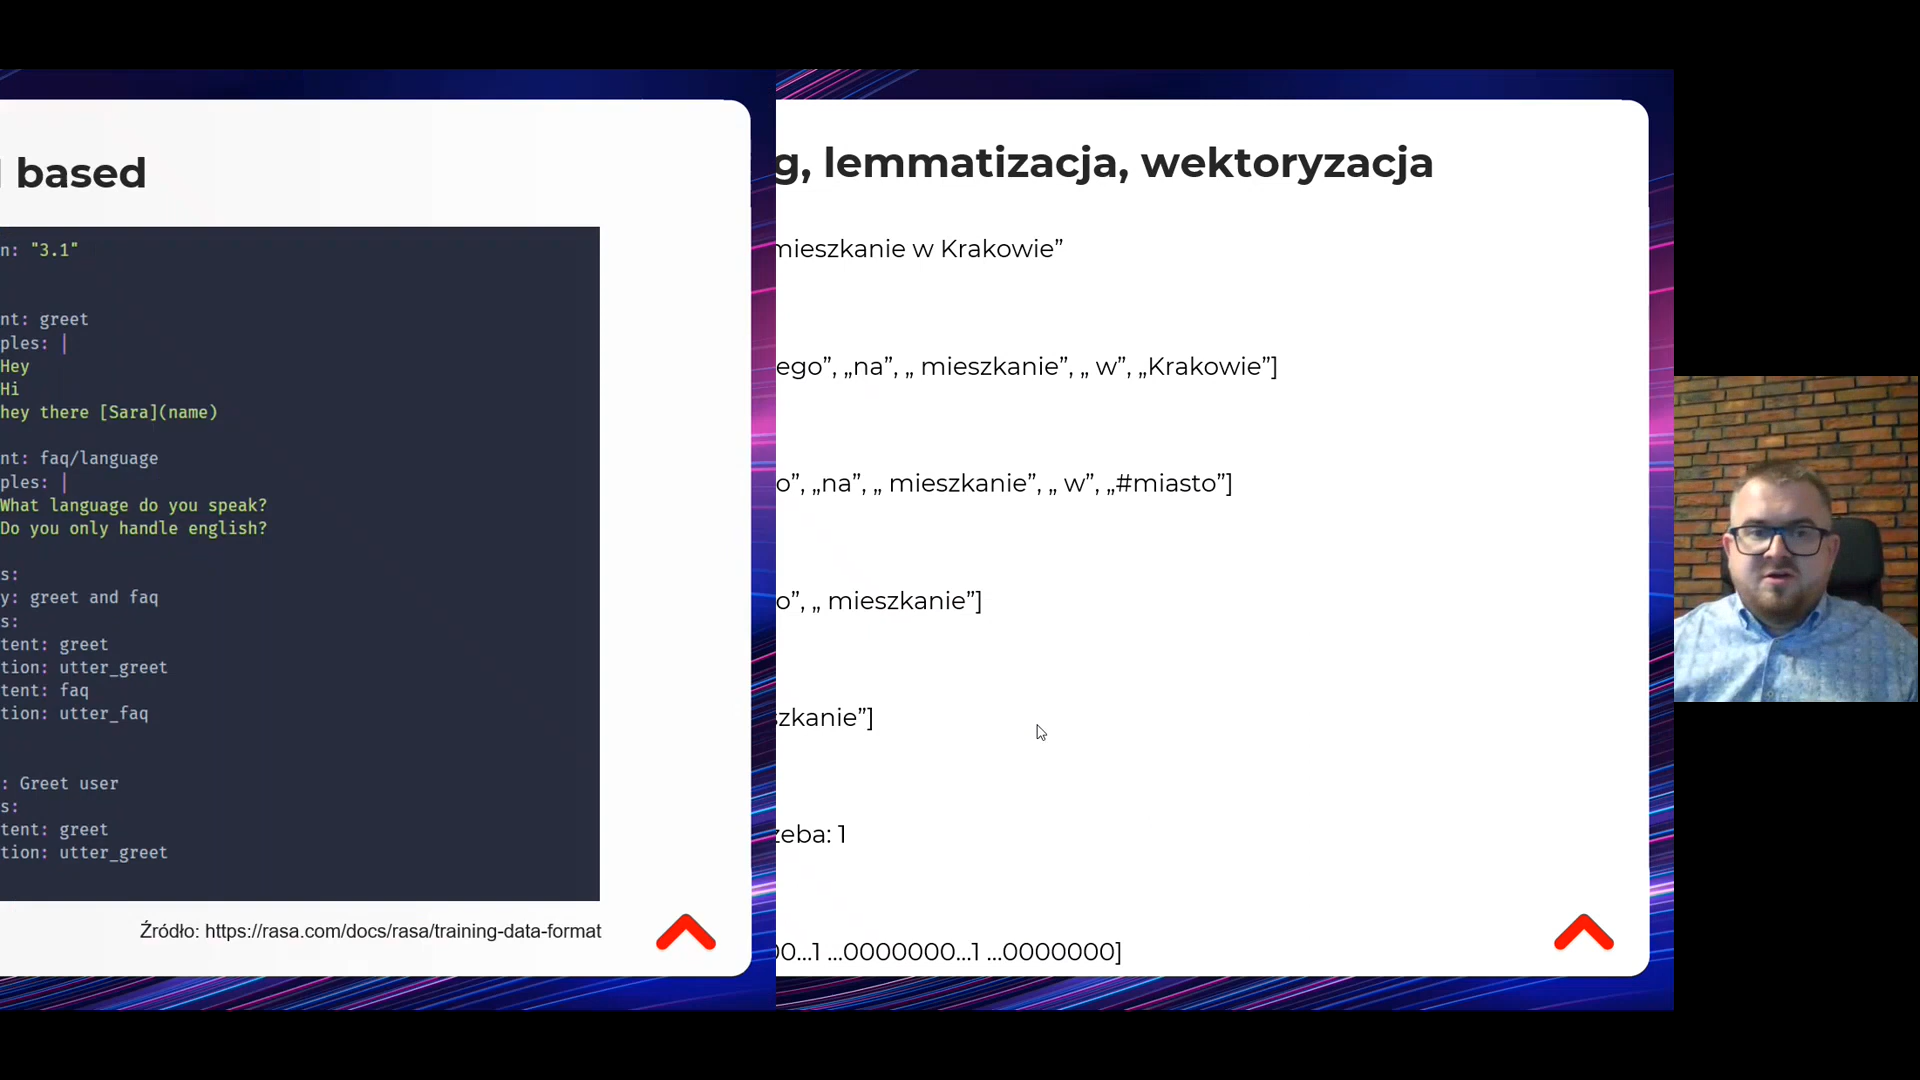 based
n: "3.1"
nt: greet
ples: |
Hey
Hi
hey there [Sara](name)
nt: faq/language
ples: |
What language do you speak?
Do you only handle english?
s:
y: greet and faq
s:
tent: greet
tion: utter_greet
tent: faq
tion: utter_faq
: Greet user
s:
tent: greet
tion: utter_greet
Źródło: https://rasa.com/docs/rasa/training-data-format
g, lemmatizacja, wektoryzacja
mieszkanie w Krakowie”
ego”, „na”, „ mieszkanie”, „ w”, „Krakowie”]
o”, „na”, „ mieszkanie”, „ w”, „#miasto”]
o”, „ mieszkanie”]
szkanie”]
zeba: 1
00...1 ...0000000...1 ...0000000]